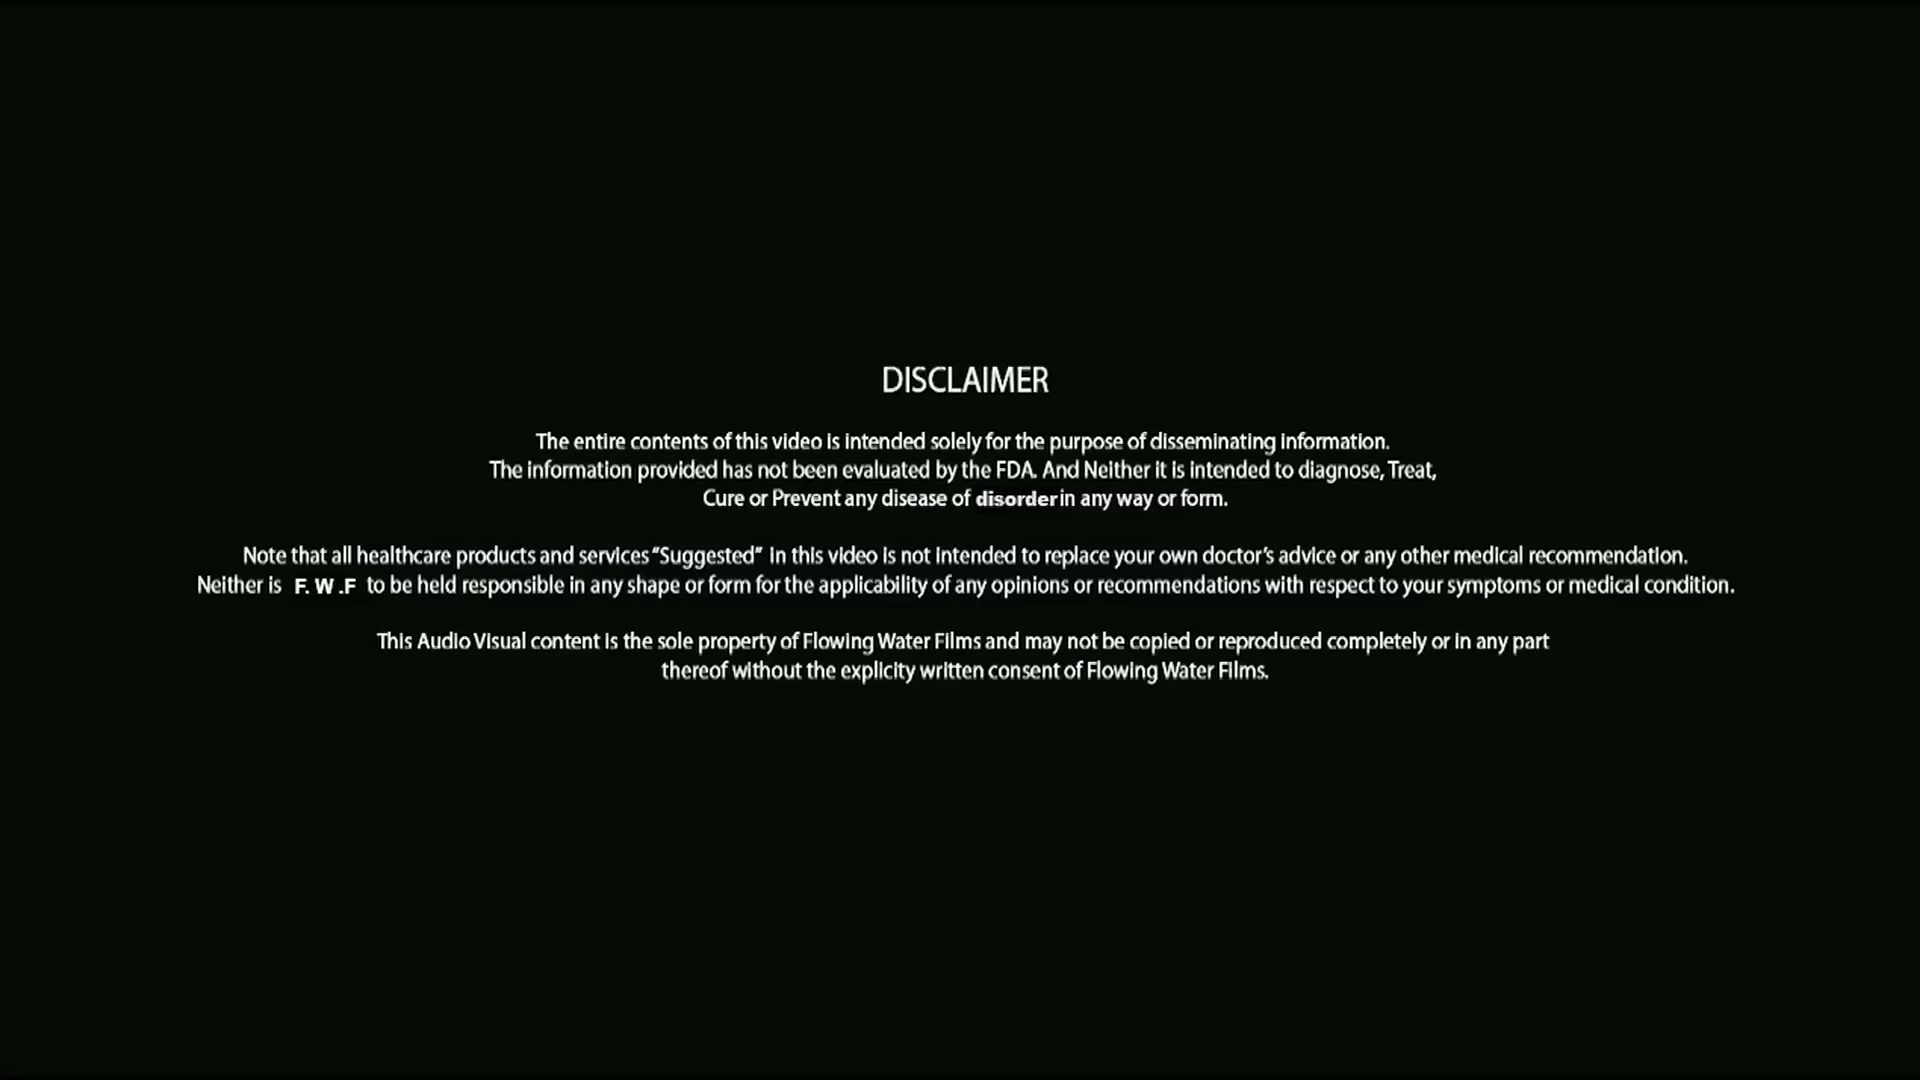 DISCLAIMER
The entire contents of this video is intended solely for the purpose of disseminating information.
The information provided has not been evaluated by the FDA. And Neither it is intended to diagnose, Treat,
Cure or Prevent any disease of disorder in any way or form.
Note that all healthcare products and services “Suggested” In this video is not intended to replace your own doctor’s advice or any other medical recommendation.
Neither is F. W .F to be held responsible in any shape or form for the applicability of any opinions or recommendations with respect to your symptoms or medical condition.
This Audio Visual content is the sole property of Flowing Water Films and may not be copied or reproduced completely or in any part
thereof without the explicity written consent of Flowing Water Films.